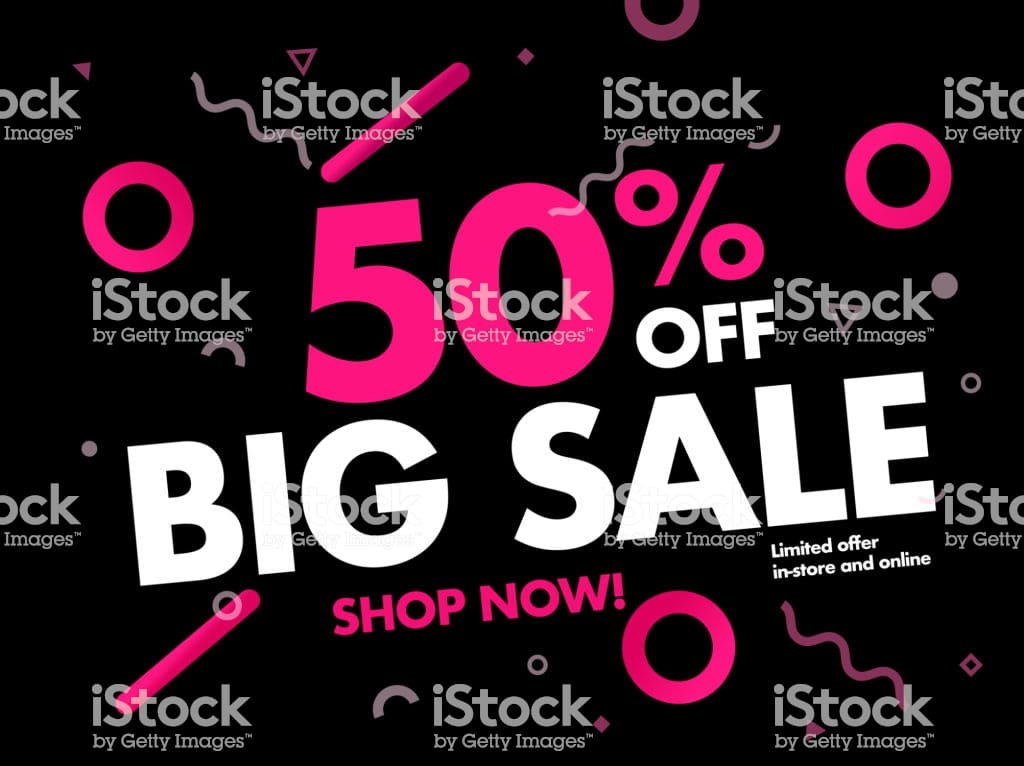 iStock
by Getty Images™
50%
OFF
BIG SALE
Limited offer
in-store and online
SHOP NOW!